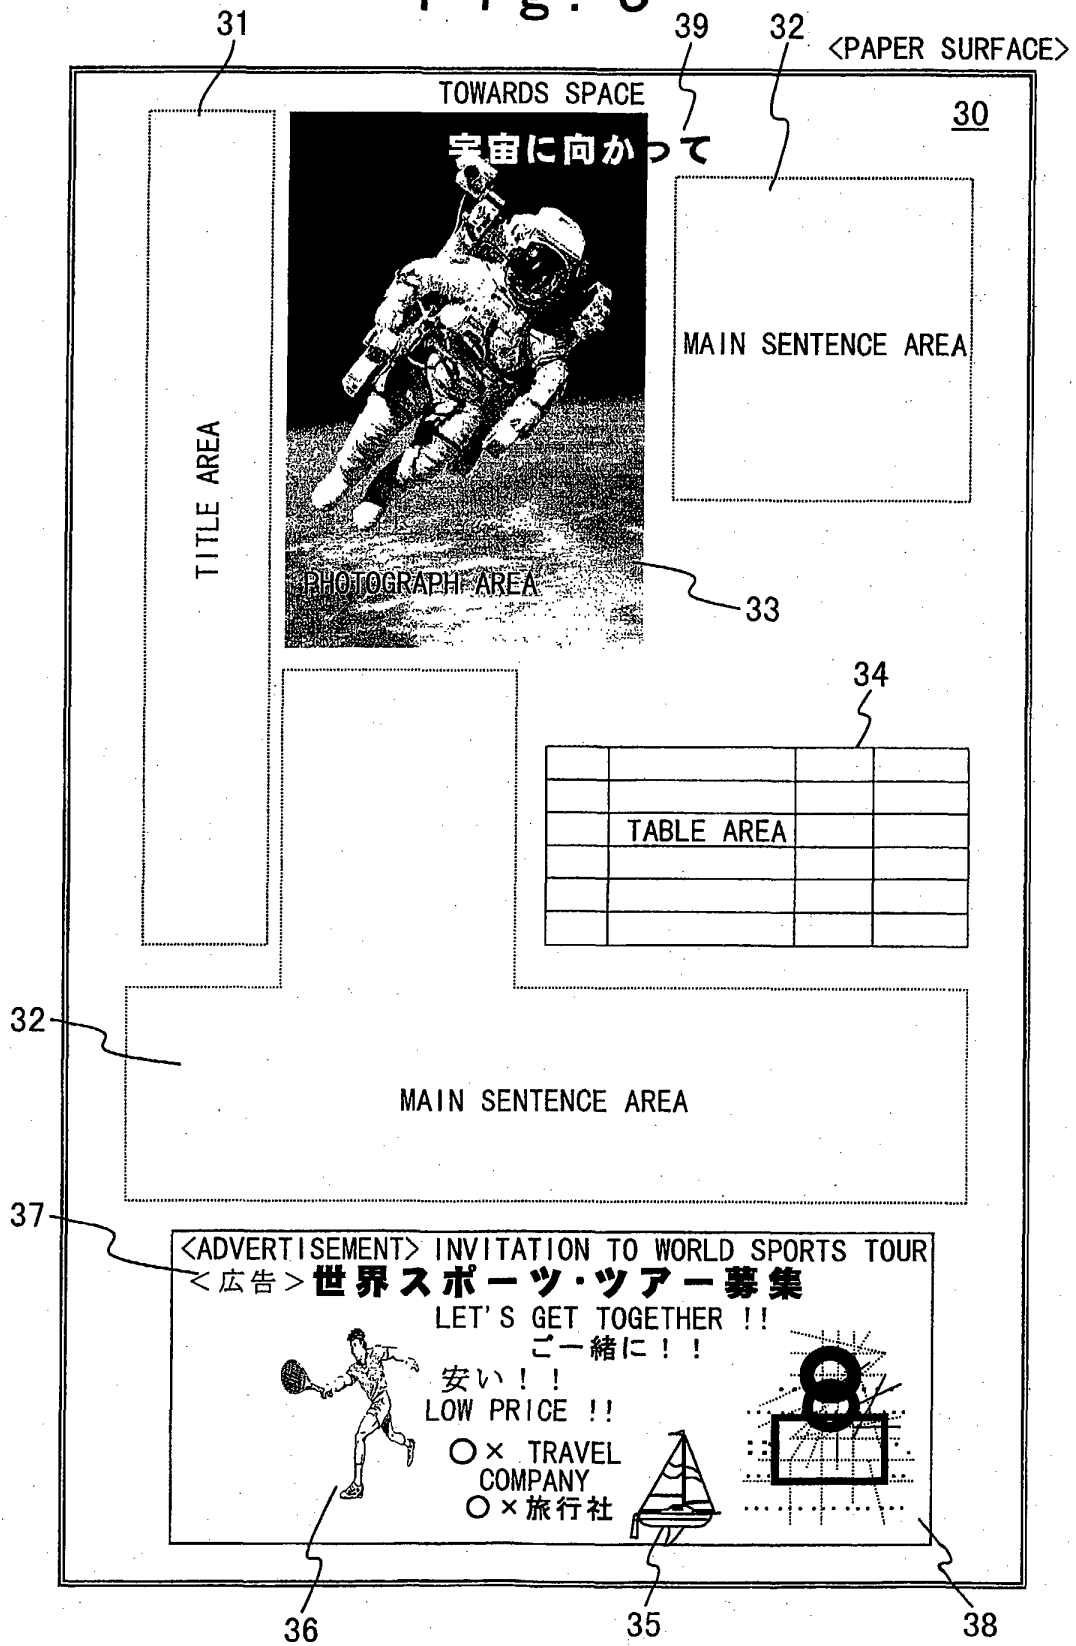 31
39
32
<PAPER SURFACE>
TOWARDS SPACE
30
宇宙に向かって
MAIN SENTENCE AREA
TITLE AREA
PHOTOGRAPH AREA
33
34
TABLE AREA
32
MAIN SENTENCE AREA
37
<ADVERTISEMENT> INVITATION TO WORLD SPORTS TOUR
<広告>世界スポーツ・ツアー募集
LET'S GET TOGETHER !!
ご一緒に!!
安い!!
LOW PRICE !!
○× TRAVEL
COMPANY
○×旅行社
36
35
38